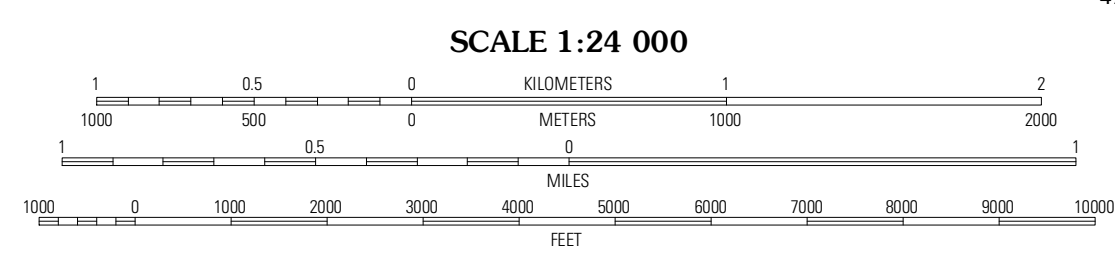 SCALE 1:24 000
1 0.5 0 KILOMETERS 1 2
1000 500 0 METERS 1000 2000
1 0.5 0 1
MILES
1000 0 1000 2000 3000 4000 5000 6000 7000 8000 9000 10000
FEET